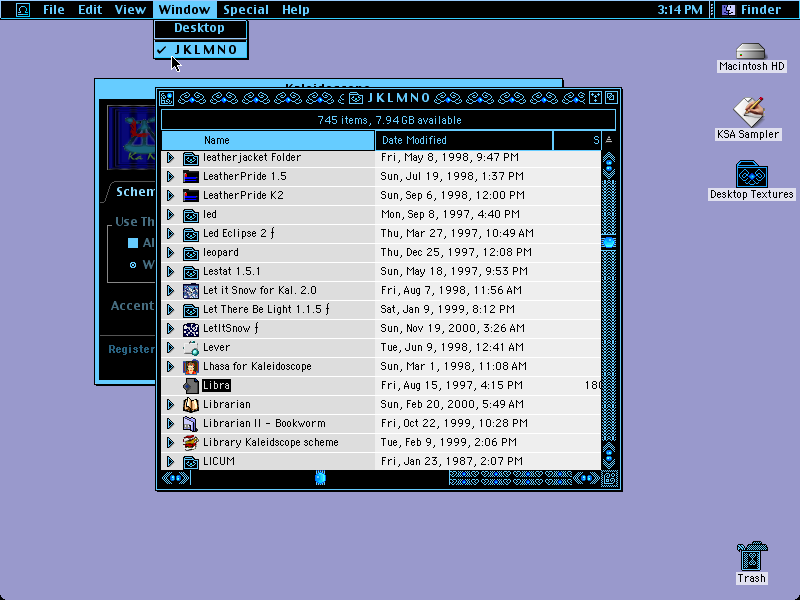 File Edit View Window Special Help 3:14 PM Finder
Desktop
✓ JKLMNO
Macintosh HD
KSA Sampler
Desktop Textures
Trash
Kaleidoscope
Schem
Use Th
Al
W
Accent
Register
JKLMNO
745 items, 7.94 GB available
Name Date Modified S
leatherjacket Folder Fri, May 8, 1998, 9:47 PM
LeatherPride 1.5 Sun, Jul 19, 1998, 1:37 PM
LeatherPride K2 Sun, Sep 6, 1998, 12:00 PM
led Mon, Sep 8, 1997, 4:40 PM
Led Eclipse 2 ƒ Thu, Mar 27, 1997, 10:49 AM
leopard Thu, Dec 25, 1997, 12:08 PM
Lestat 1.5.1 Sun, May 18, 1997, 9:53 PM
Let it Snow for Kal. 2.0 Fri, Aug 7, 1998, 11:56 AM
Let There Be Light 1.1.5 ƒ Sat, Jan 9, 1999, 8:12 PM
LetItSnow ƒ Sun, Nov 19, 2000, 3:26 AM
Lever Tue, Jun 9, 1998, 12:41 AM
Lhasa for Kaleidoscope Sun, Mar 1, 1998, 11:08 AM
Libra Fri, Aug 15, 1997, 4:15 PM 180
Librarian Sun, Feb 20, 2000, 5:49 AM
Librarian II - Bookworm Fri, Oct 22, 1999, 10:28 PM
Library Kaleidoscope scheme Tue, Feb 9, 1999, 2:06 PM
LICUM Fri, Jan 23, 1987, 2:07 PM